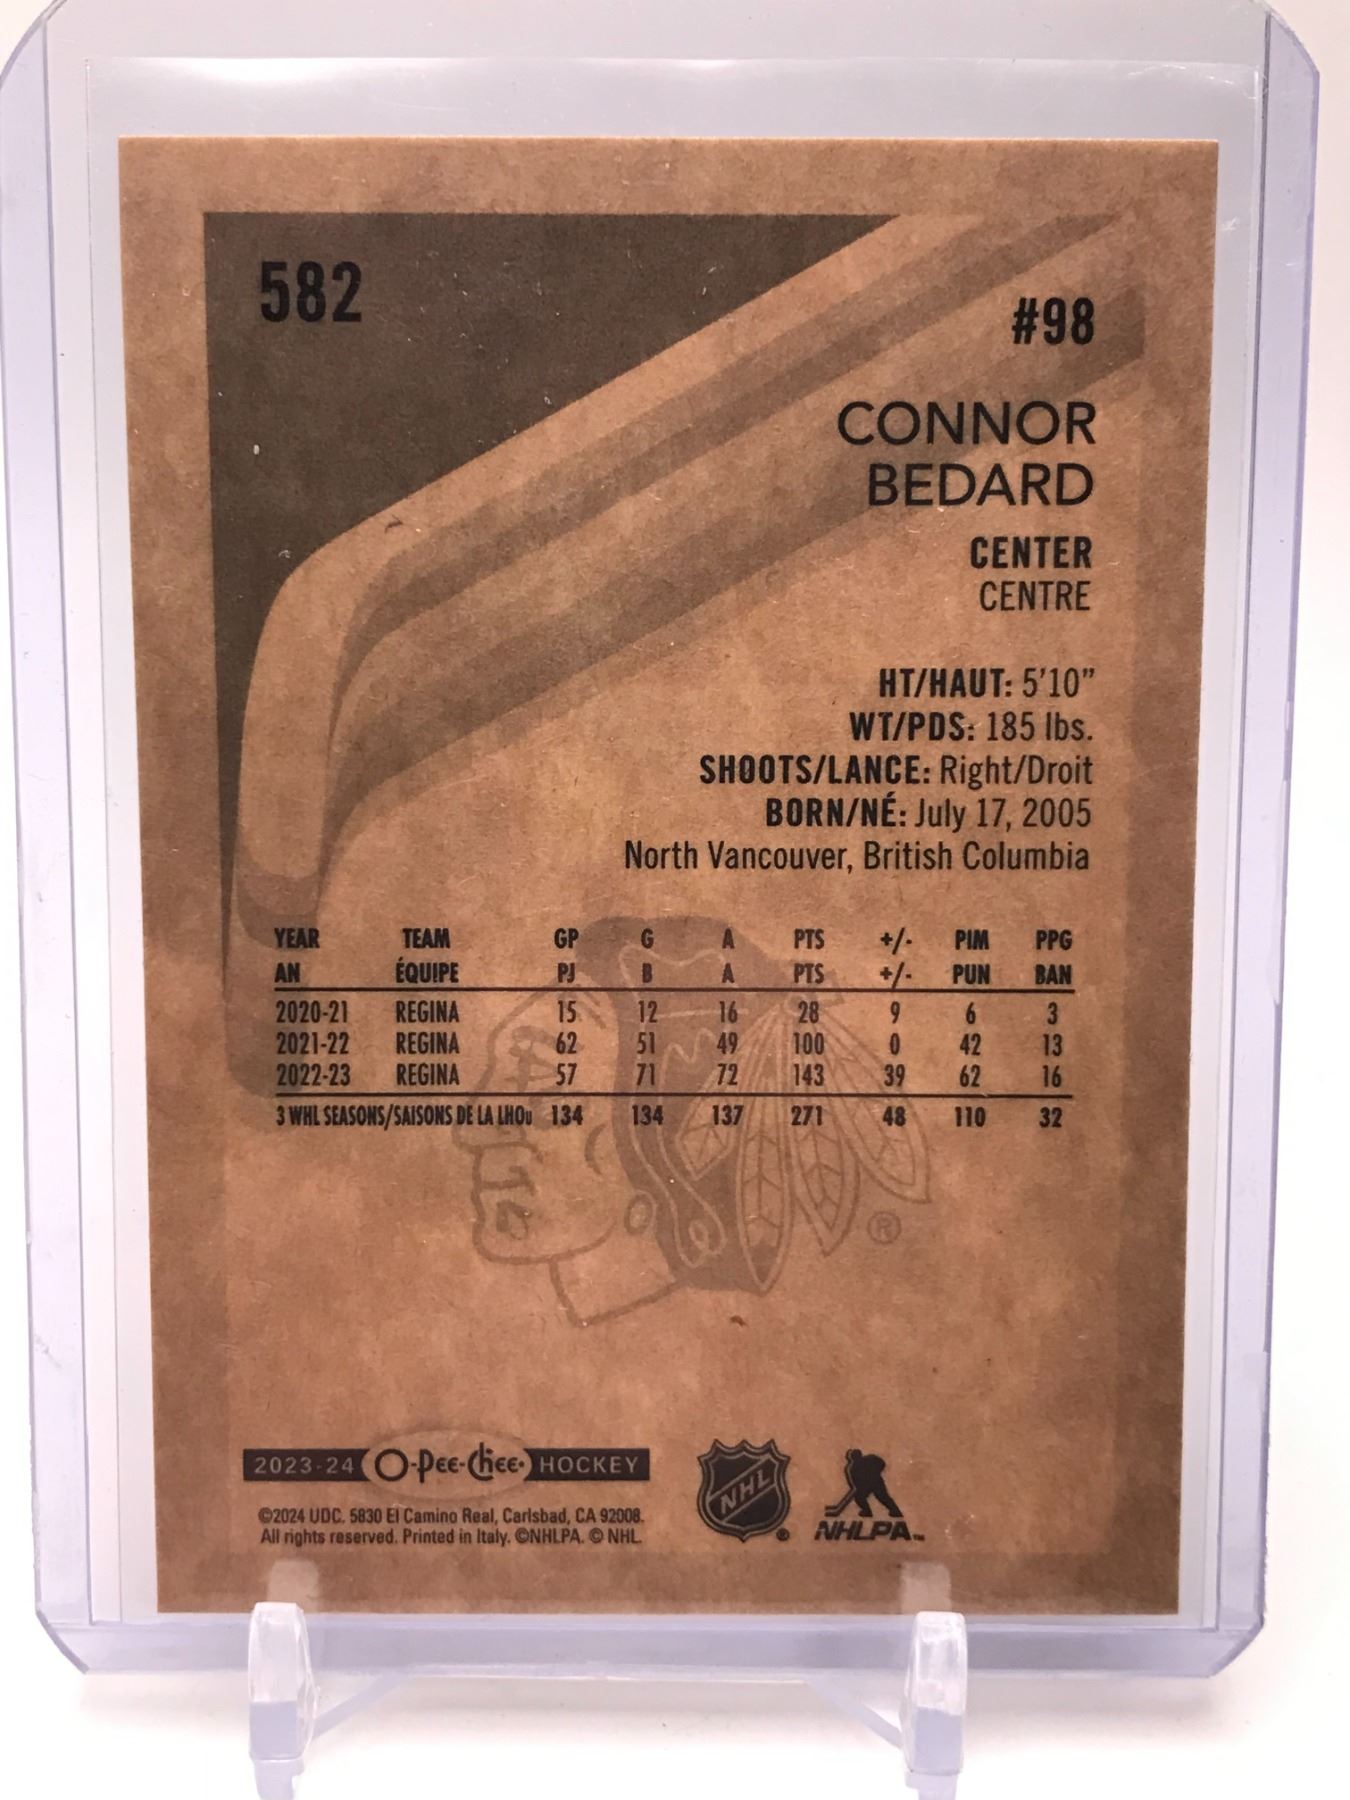 582
#98
CONNOR
BEDARD
CENTER
CENTRE
HT/HAUT: 5'10"
WT/PDS: 185 lbs.
SHOOTS/LANCE: Right/Droit
BORN/NÉ: July 17, 2005
North Vancouver, British Columbia
YEAR TEAM GP G A PTS +/- PIM PPG
AN ÉQUIPE PJ B A PTS +/- PUN BAN
2020-21 REGINA 15 12 16 28 9 6 3
2021-22 REGINA 62 51 49 100 0 42 13
2022-23 REGINA 57 71 72 143 39 62 16
3 WHL SEASONS/SAISONS DE LA LHOu 134 134 137 271 48 110 32
®
2023-24 O-Pee-Chee HOCKEY
©2024 UDC. 5830 El Camino Real, Carlsbad, CA 92008.
All rights reserved. Printed in Italy. ©NHLPA. © NHL.
NHL ®
NHLPA™